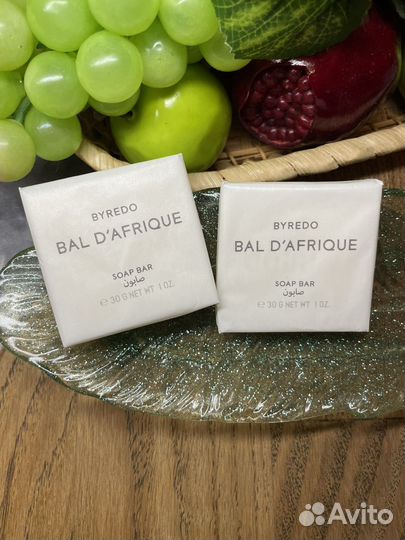 BYREDO
BAL D'AFRIQUE
SOAP BAR
صابون
℮ 30 G NET WT 1 OZ.
BYREDO
BAL D'AFRIQUE
SOAP BAR
صابون
℮ 30 G NET WT 1 OZ.
Avito